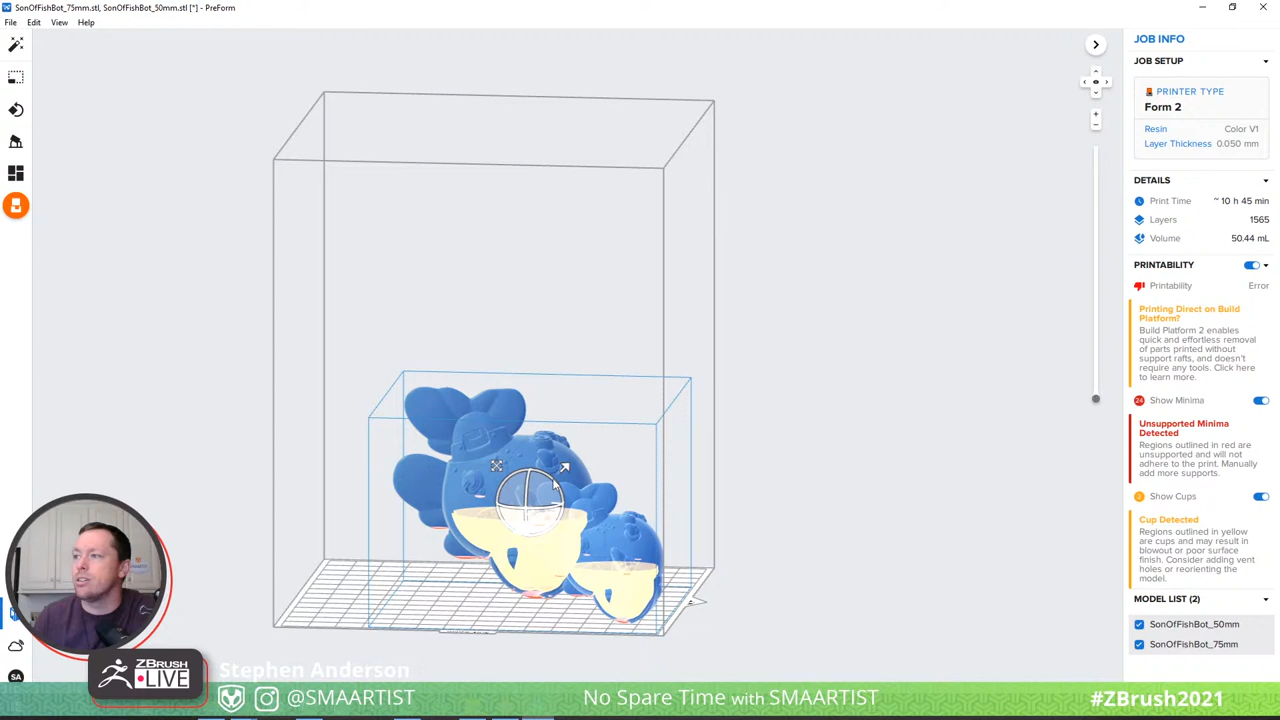 SonOfFishBot_75mm.stl, SonOfFishBot_50mm.stl [*] - PreForm
File Edit View Help
JOB INFO
JOB SETUP
PRINTER TYPE
Form 2
Resin Color V1
Layer Thickness 0.050 mm
DETAILS
Print Time ~ 10 h 45 min
Layers 1565
Volume 50.44 mL
PRINTABILITY
Printability Error
Printing Direct on Build
Platform?
Build Platform 2 enables
quick and effortless removal
of parts printed without
support rafts, and doesn't
require any tools. Click here
to learn more.
24 Show Minima
Unsupported Minima
Detected
Regions outlined in red are
unsupported and will not
adhere to the print. Manually
add more supports.
Show Cups
Cup Detected
Regions outlined in yellow
are cups and may result in
blowout or poor surface
finish. Consider adding vent
holes or reorienting the
model.
MODEL LIST (2)
SonOfFishBot_50mm
SonOfFishBot_75mm
SA
ZBRUSH
LIVE
Stephen Anderson
@SMAARTIST
No Spare Time with SMAARTIST
#ZBrush2021